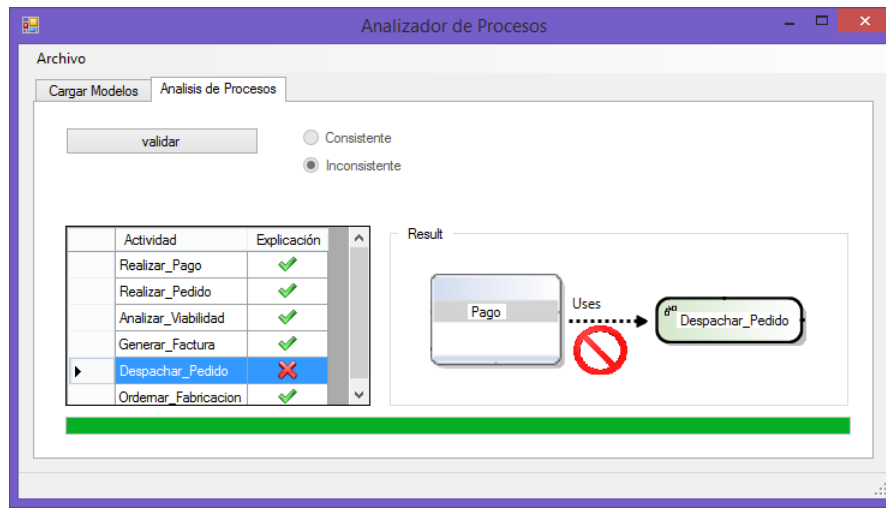 Analizador de Procesos
Archivo
Cargar Modelos Analisis de Procesos
validar
Consistente
Inconsistente
Actividad Explicación
Realizar_Pago
Realizar_Pedido
Analizar_Viabilidad
Generar_Factura
Despachar_Pedido
Ordemar_Fabricacion
Result
Pago
Uses
Despachar_Pedido